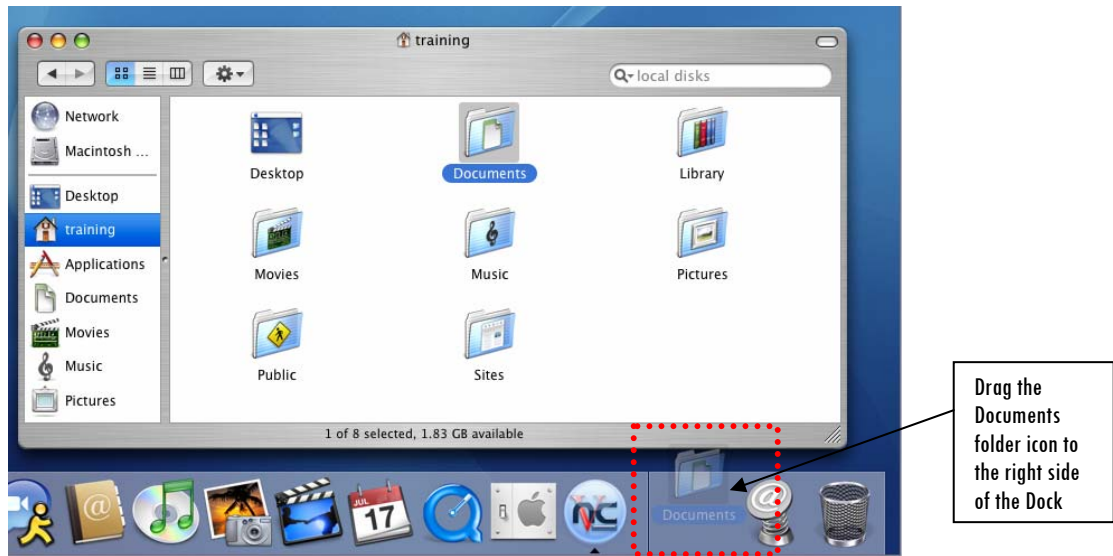 training
local disks
Network
Macintosh ...
Desktop
training
Applications
Documents
Movies
Music
Pictures
Desktop
Documents
Library
Movies
Music
Pictures
Public
Sites
1 of 8 selected, 1.83 GB available
Drag the
Documents
folder icon to
the right side
of the Dock
@
JUL
17
VNC
Documents
@